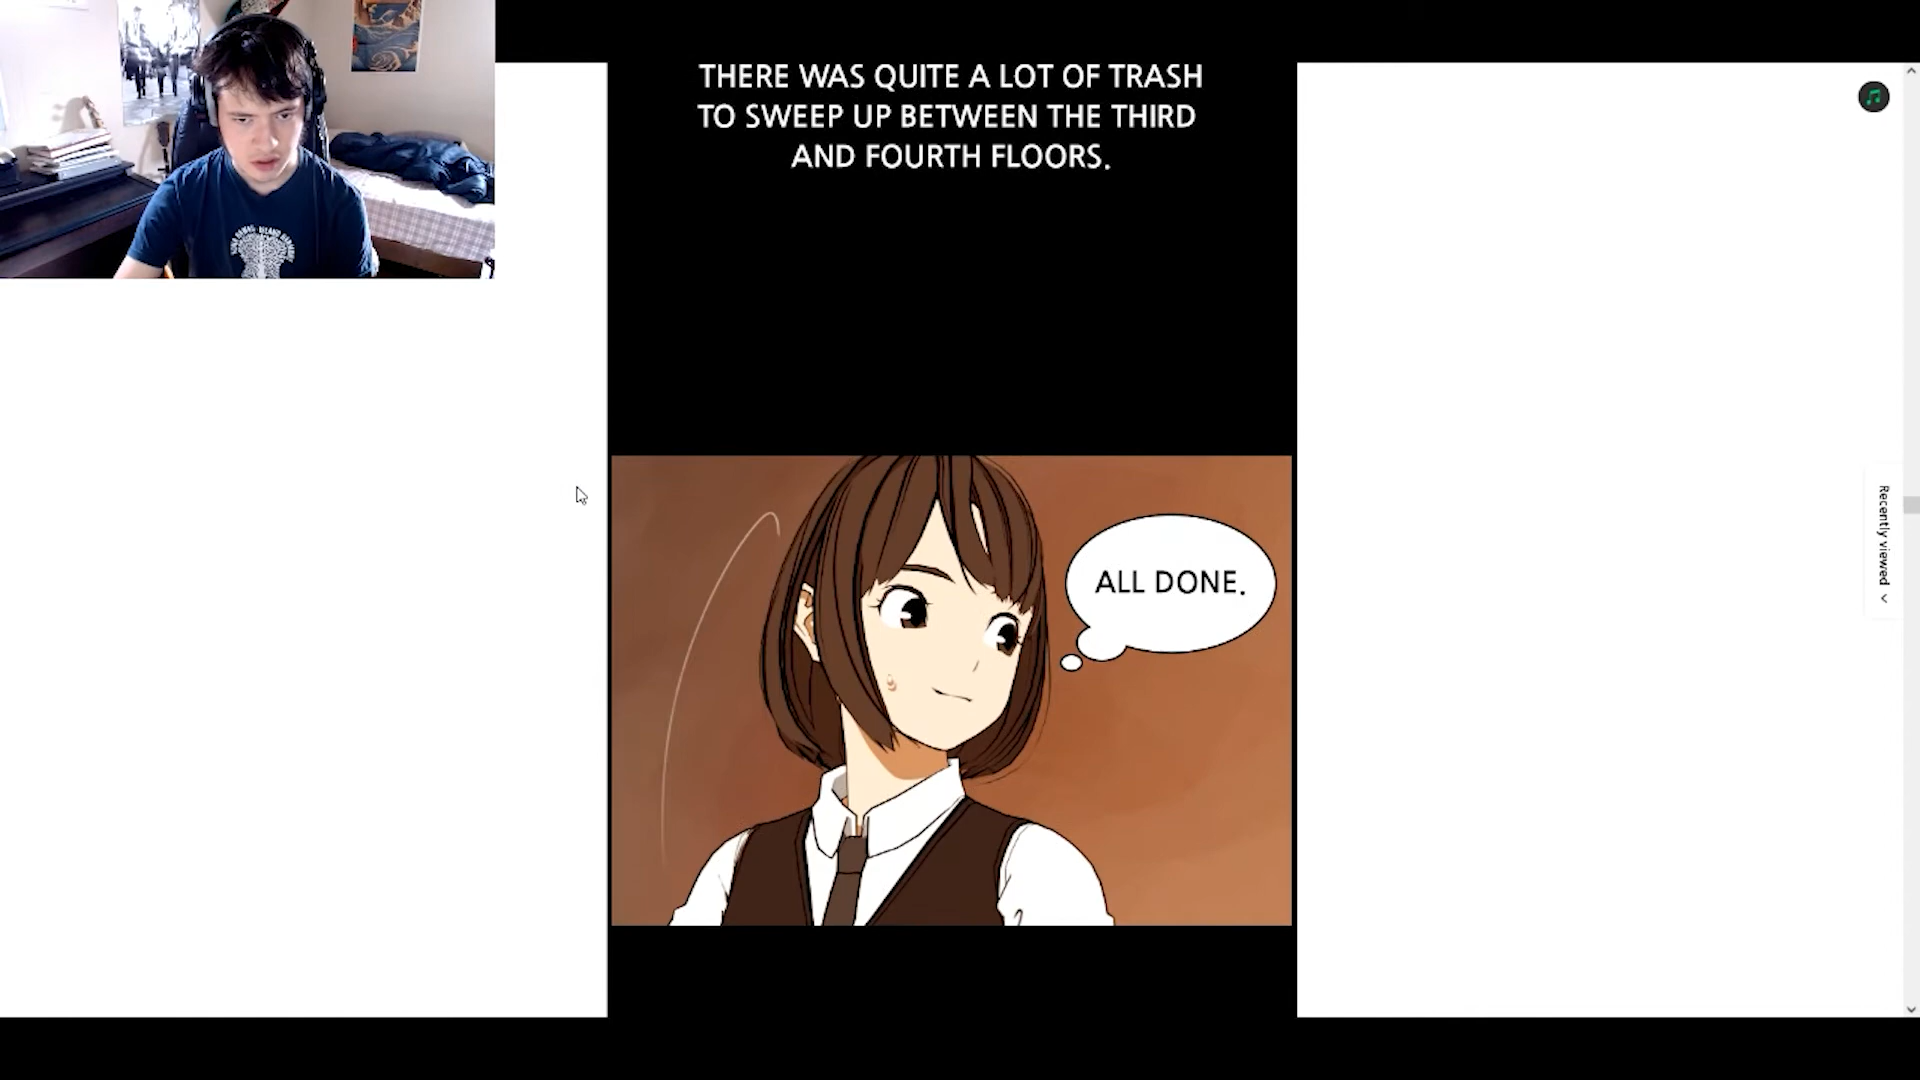 THERE WAS QUITE A LOT OF TRASH
TO SWEEP UP BETWEEN THE THIRD
AND FOURTH FLOORS.
ALL DONE.
Recently viewed